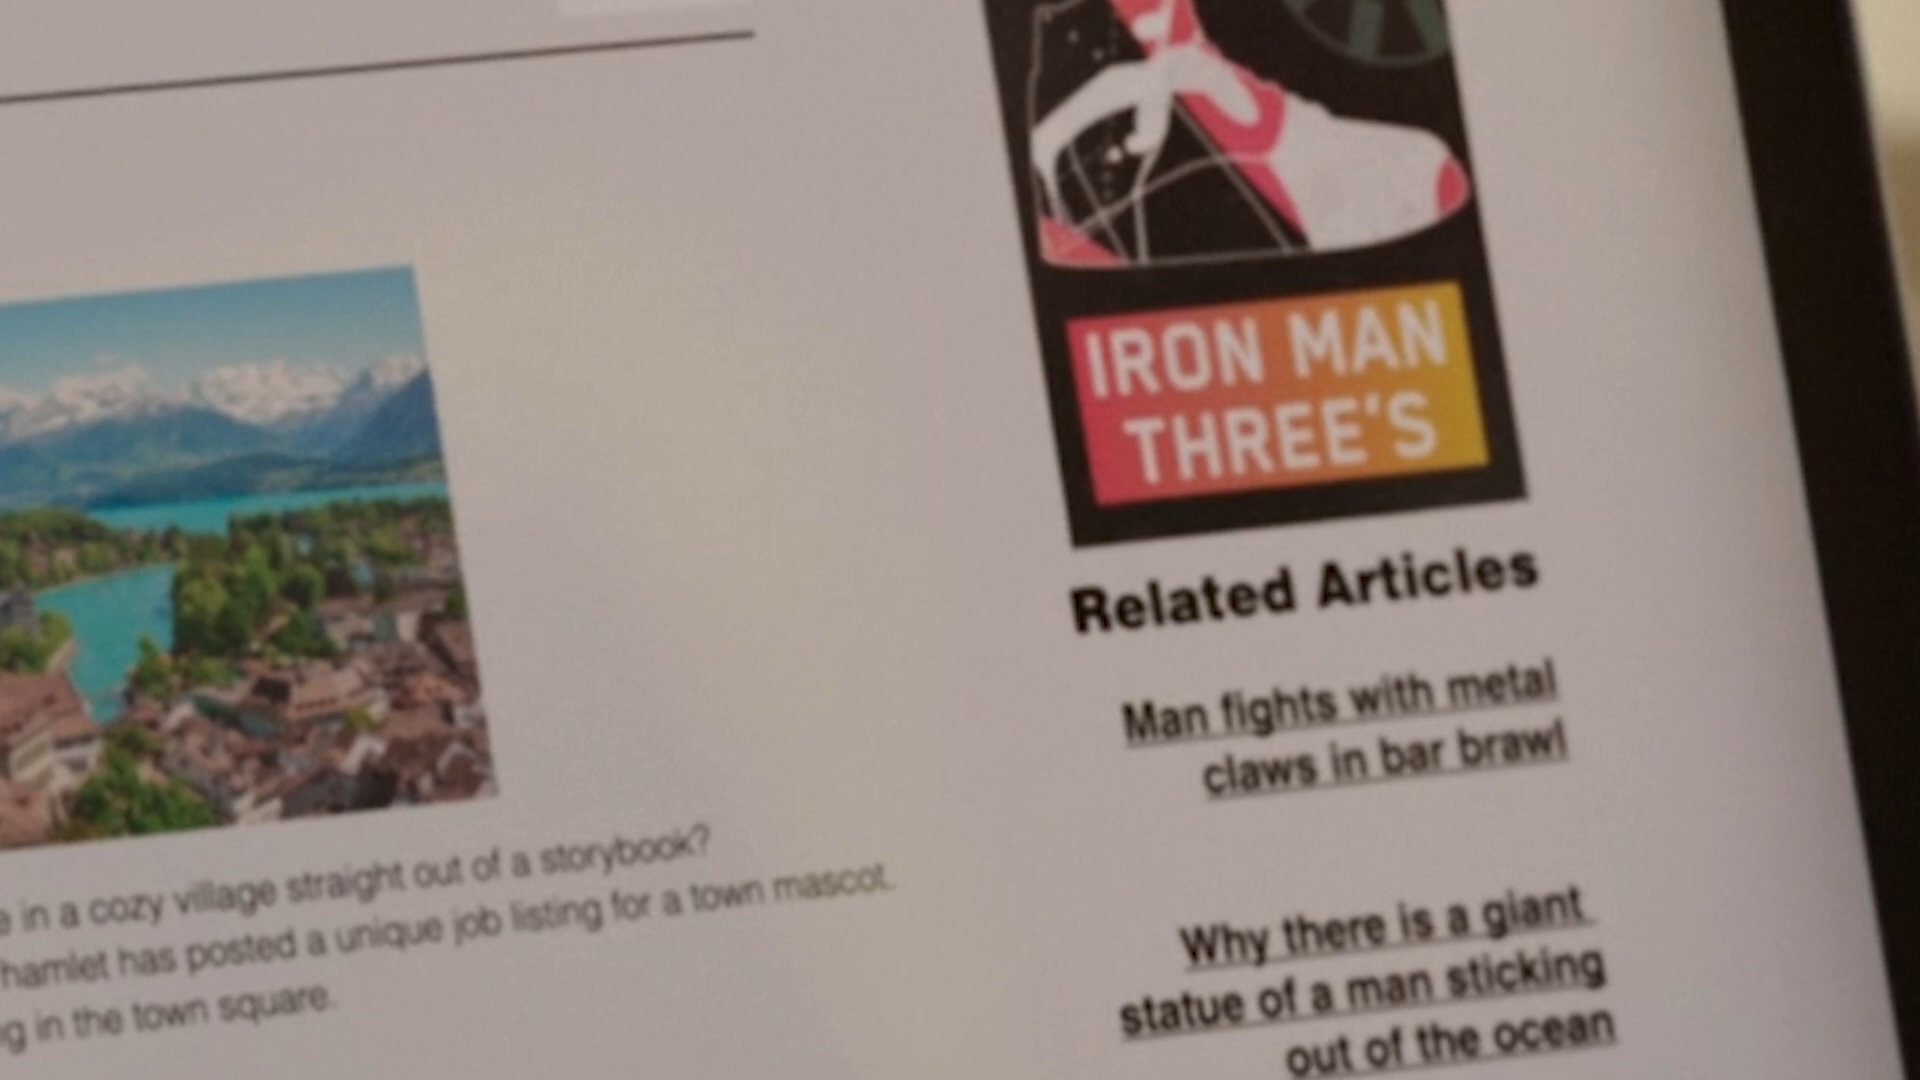 IRON MAN
THREE'S
Related Articles
Man fights with metal
claws in bar brawl
Why there is a giant
statue of a man sticking
out of the ocean
in a cozy village straight out of a storybook?
hamlet has posted a unique job listing for a town mascot.
in the town square.